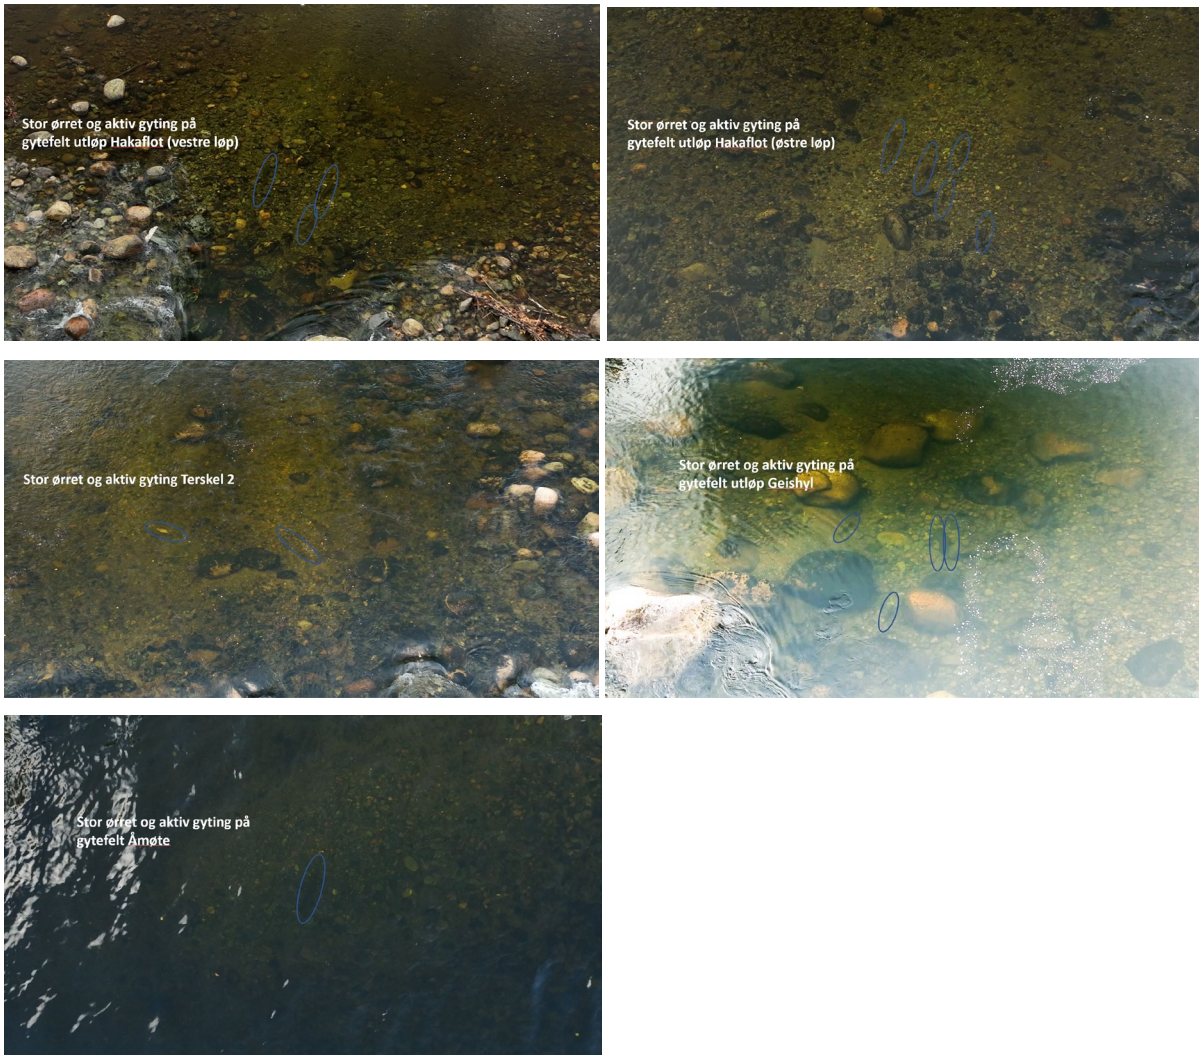 Stor ørret og aktiv gyting på
gytefelt utløp Hakaflot (vestre løp)
Stor ørret og aktiv gyting på
gytefelt utløp Hakaflot (østre løp)
Stor ørret og aktiv gyting Terskel 2
Stor ørret og aktiv gyting på
gytefelt utløp Geishyl
Stor ørret og aktiv gyting på
gytefelt Åmøte